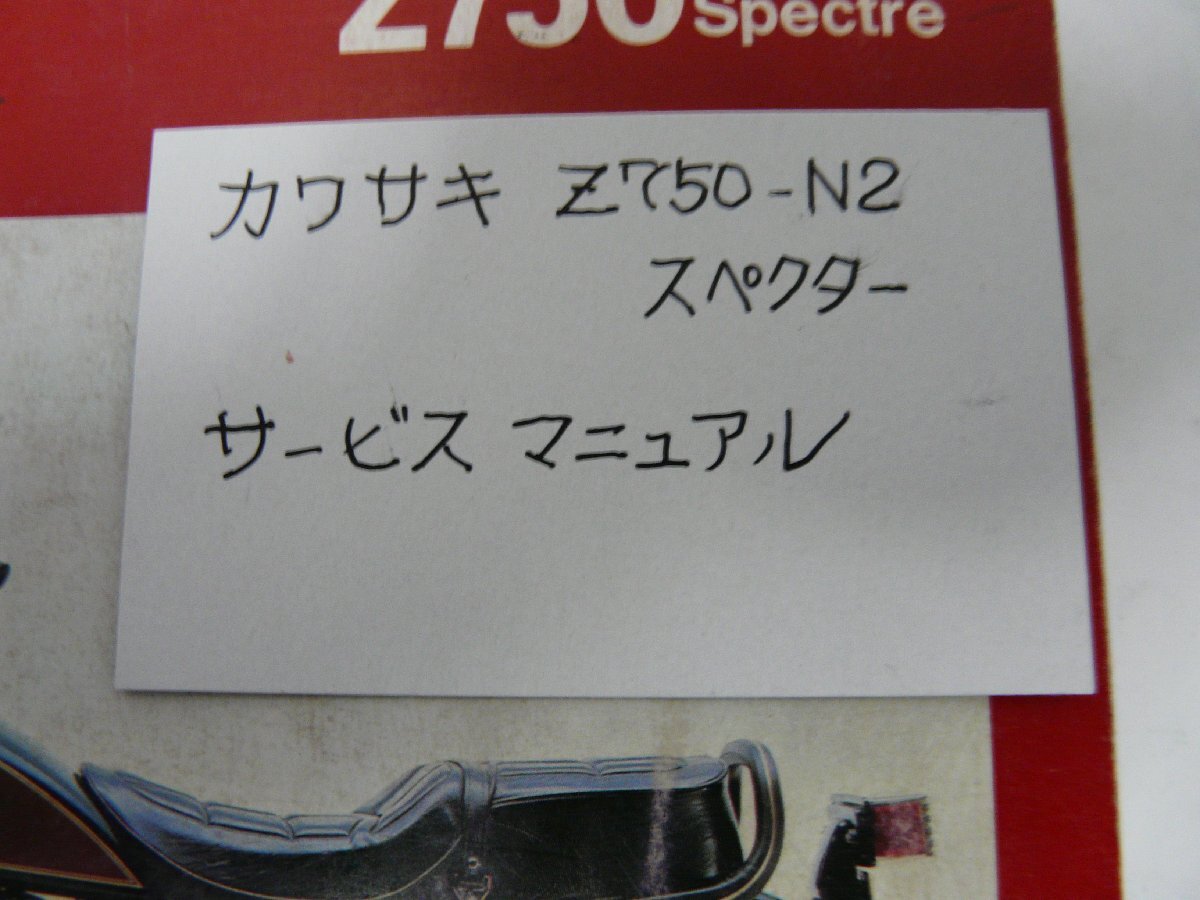 Z750 Spectre
カワサキ Z750-N2
スペクター
サービス マニュアル